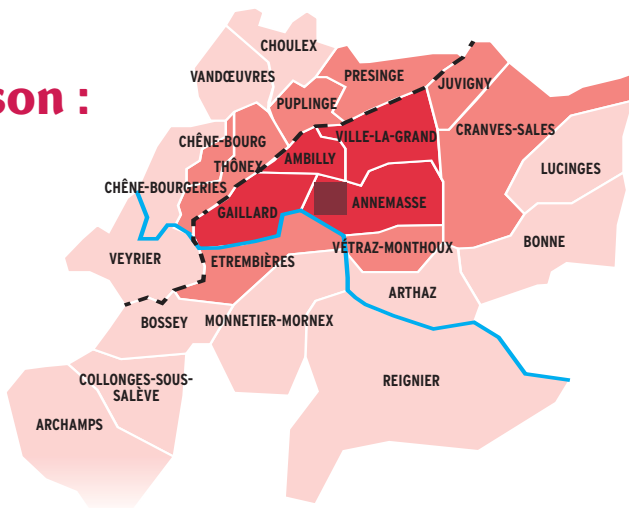 son :
CHOULEX
VANDŒUVRES
PRESINGE
JUVIGNY
PUPLINGE
CRANVES-SALES
VILLE-LA-GRAND
CHÊNE-BOURG
AMBILLY
THÔNEX
LUCINGES
CHÊNE-BOURGERIES
ANNEMASSE
GAILLARD
BONNE
VÉTRAZ-MONTHOUX
VEYRIER
ETREMBIÈRES
ARTHAZ
BOSSEY
MONNETIER-MORNEX
REIGNIER
COLLONGES-SOUS-
SALÈVE
ARCHAMPS